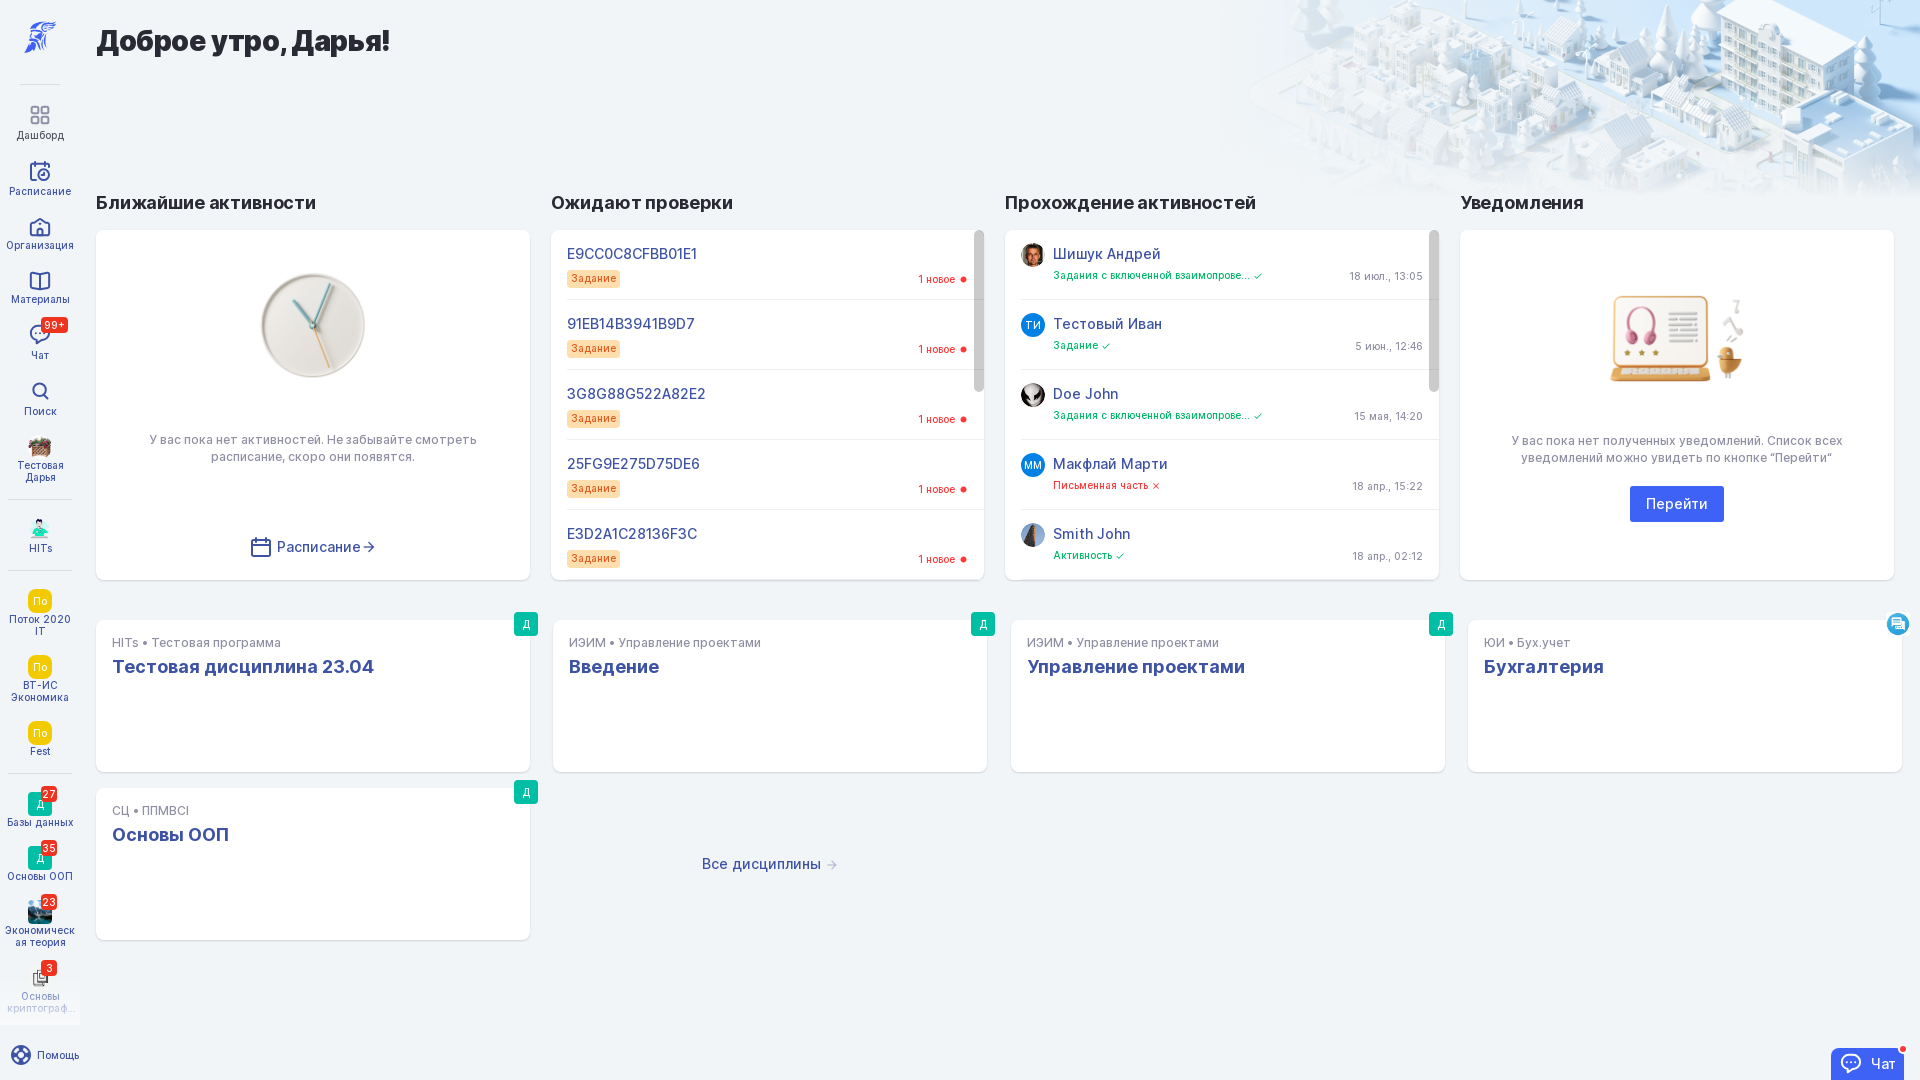 Доброе утро, Дарья!
Дашборд
Расписание
Организация
Материалы
99+
Чат
Поиск
Тестовая
Дарья
HITs
По
Поток 2020
IT
По
ВТ-ИС
Экономика
По
Fest
27
Д
Базы данных
35
Д
Основы ООП
23
Экономическ
ая теория
3
Основы
криптограф...
Помощь
Ближайшие активности
У вас пока нет активностей. Не забывайте смотреть
расписание, скоро они появятся.
Расписание
Ожидают проверки
E9CC0C8CFBB01E1
Задание
1 новое
91EB14B3941B9D7
Задание
1 новое
3G8G88G522A82E2
Задание
1 новое
25FG9E275D75DE6
Задание
1 новое
E3D2A1C28136F3C
Задание
1 новое
Прохождение активностей
Шишук Андрей
Задания с включенной взаимопрове...
18 июл., 13:05
ТИ
Тестовый Иван
Задание
5 июн., 12:46
Doe John
Задания с включенной взаимопрове...
15 мая, 14:20
ММ
Макфлай Марти
Письменная часть
18 апр., 15:22
Smith John
Активность
18 апр., 02:12
Уведомления
У вас пока нет полученных уведомлений. Список всех
уведомлений можно увидеть по кнопке “Перейти”
Перейти
Д
HITs • Тестовая программа
Тестовая дисциплина 23.04
Д
ИЭИМ • Управление проектами
Введение
Д
ИЭИМ • Управление проектами
Управление проектами
ЮИ • Бух.учет
Бухгалтерия
Д
СЦ • ППМВСІ
Основы ООП
Все дисциплины
Чат